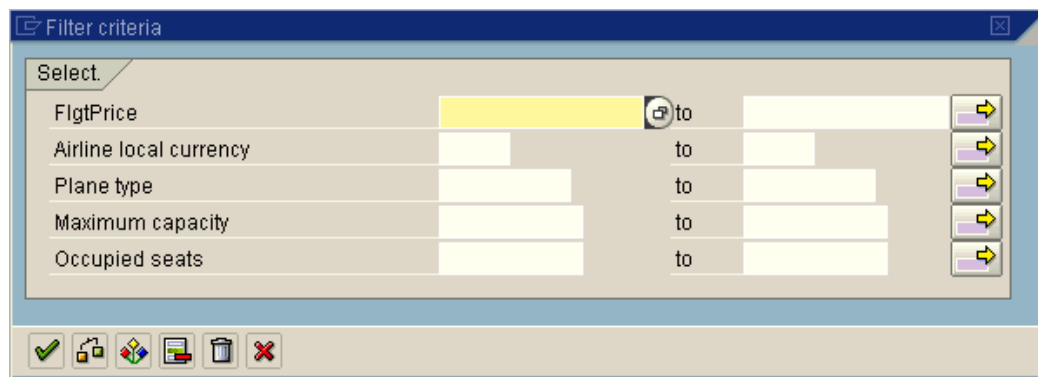 Filter criteria
Select.
FlgtPrice to
Airline local currency to
Plane type to
Maximum capacity to
Occupied seats to